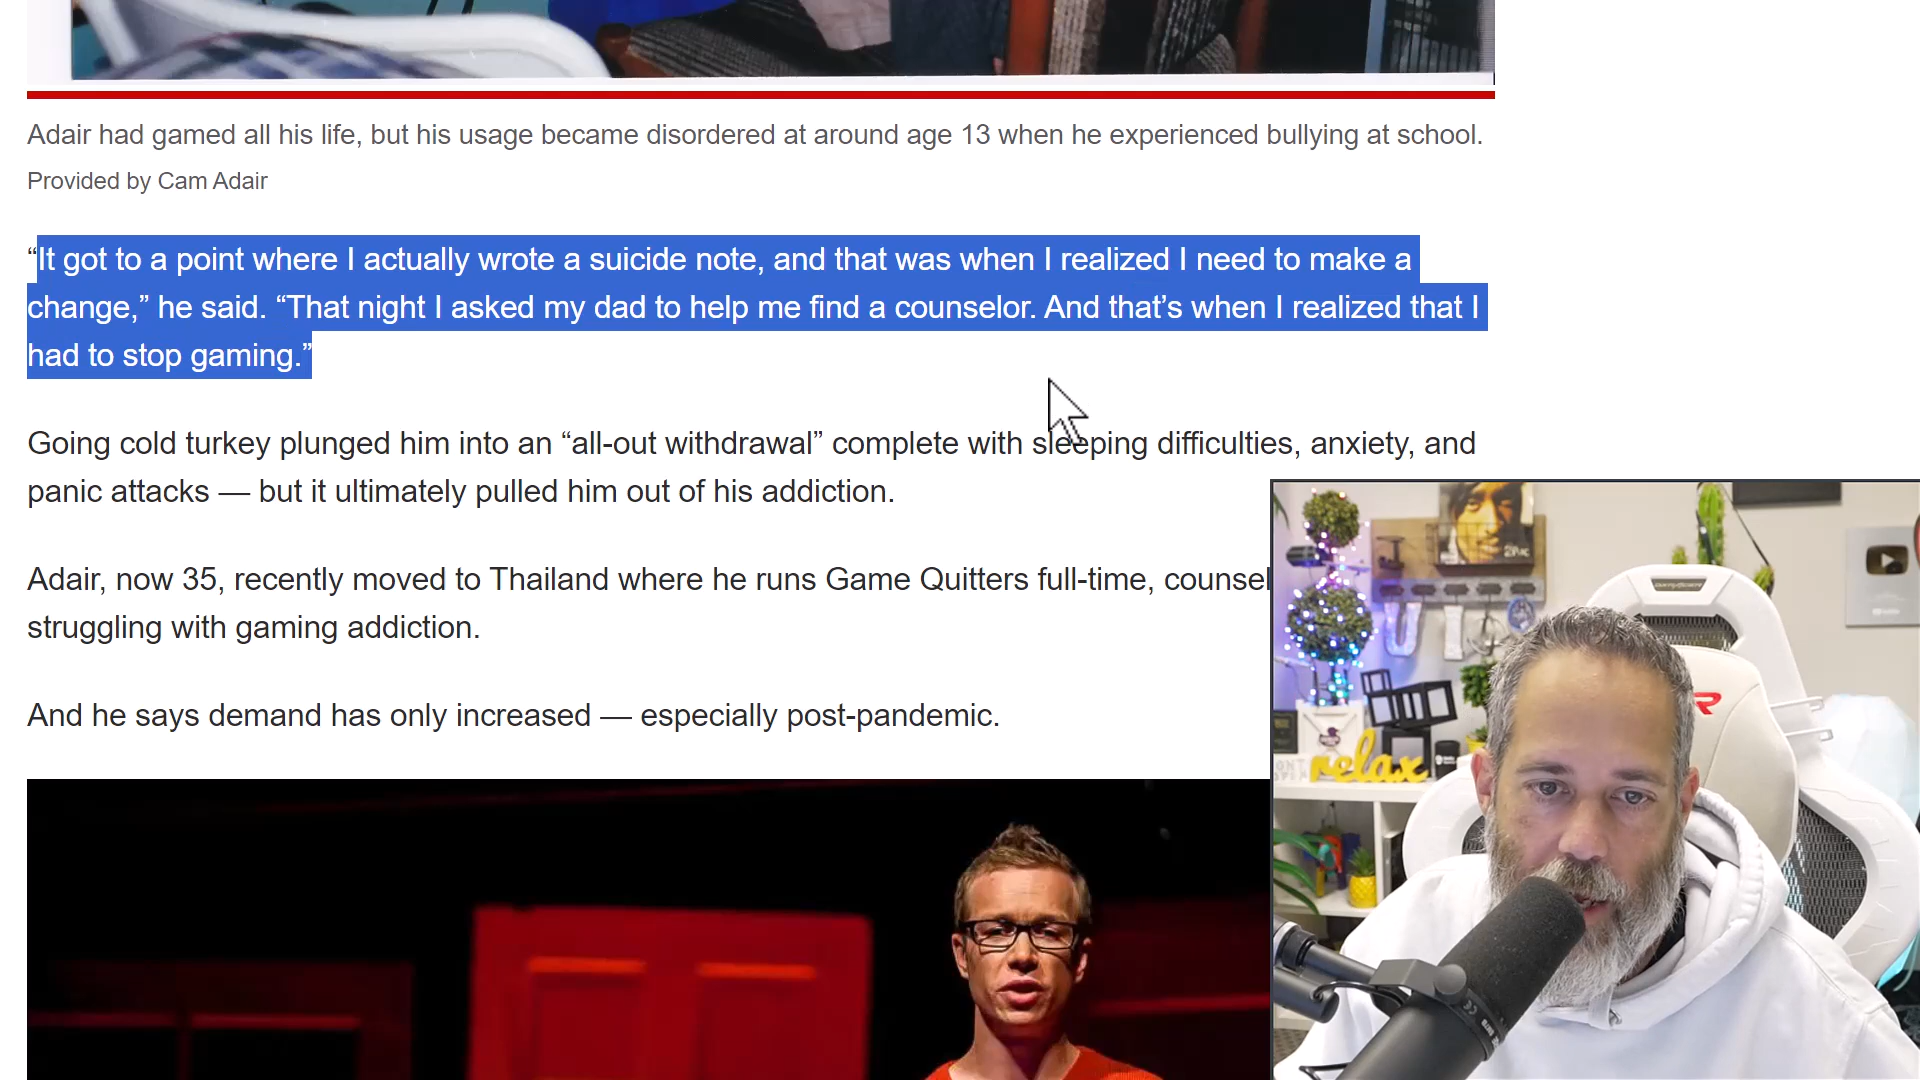 Adair had gamed all his life, but his usage became disordered at around age 13 when he experienced bullying at school.
Provided by Cam Adair
“It got to a point where I actually wrote a suicide note, and that was when I realized I need to make a
change,” he said. “That night I asked my dad to help me find a counselor. And that’s when I realized that I
had to stop gaming.”
Going cold turkey plunged him into an “all-out withdrawal” complete with sleeping difficulties, anxiety, and
panic attacks — but it ultimately pulled him out of his addiction.
Adair, now 35, recently moved to Thailand where he runs Game Quitters full-time, counsel
struggling with gaming addiction.
And he says demand has only increased — especially post-pandemic.
relax